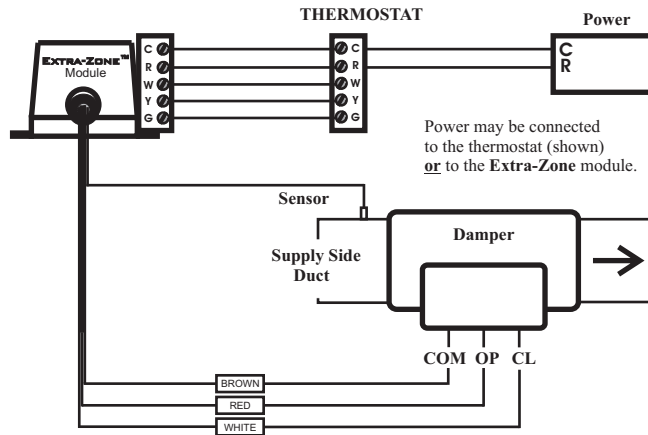 THERMOSTAT
Power
EXTRA-ZONE™
Module
C
R
W
Y
G
C
R
W
Y
G
C
R
Power may be connected
to the thermostat (shown)
or to the Extra-Zone module.
Sensor
Supply Side
Duct
Damper
COM OP CL
BROWN
RED
WHITE